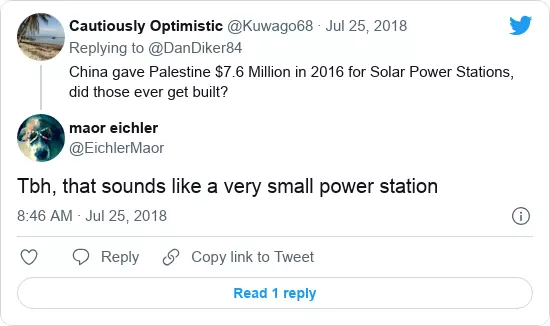 Cautiously Optimistic @Kuwago68 · Jul 25, 2018
Replying to @DanDiker84
China gave Palestine $7.6 Million in 2016 for Solar Power Stations,
did those ever get built?
maor eichler
@EichlerMaor
Tbh, that sounds like a very small power station
8:46 AM · Jul 25, 2018
Reply
Copy link to Tweet
Read 1 reply